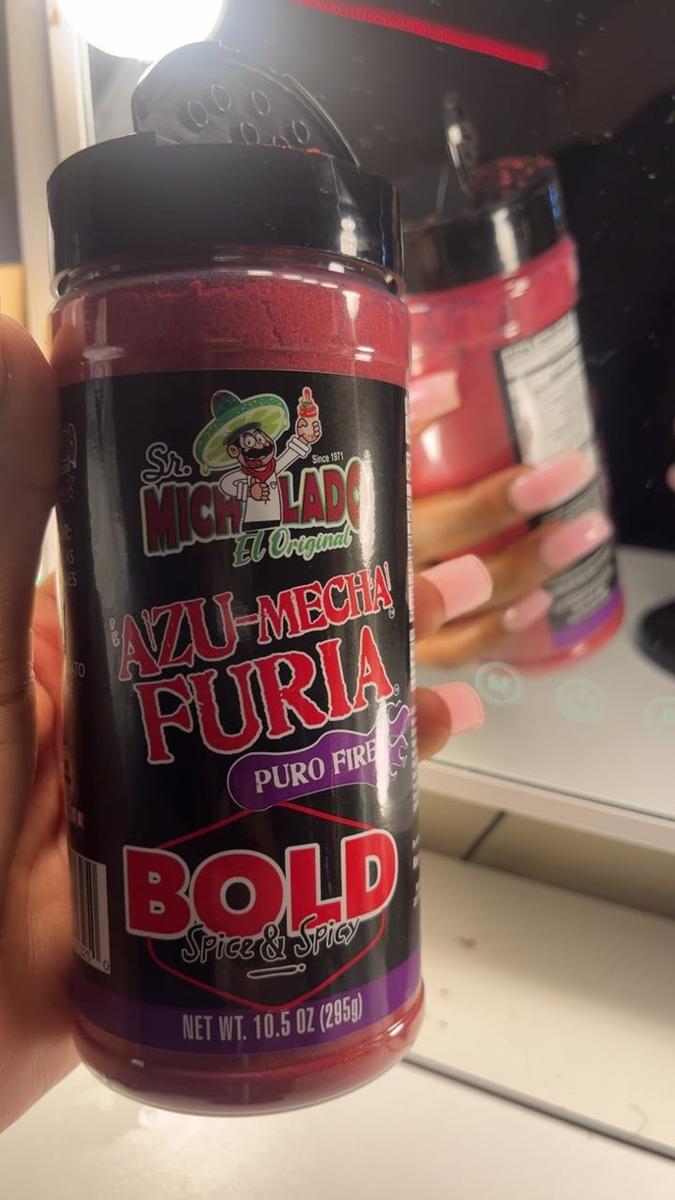 Sr.
Since 1971
MICH LADO
El Original
¡AZU-MECHA!
FURIA
PURO FIRE
BOLD
Spice & Spicy
NET WT. 10.5 OZ (295g)